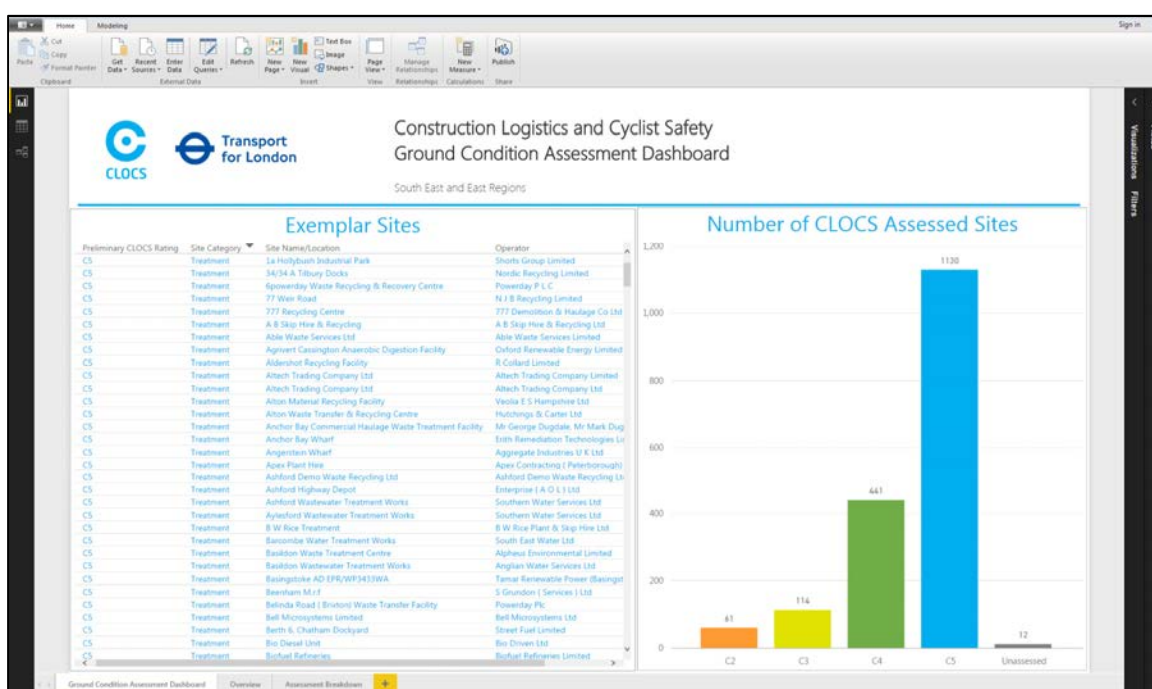 Home Modeling Sign in
Paste
Cut
Copy
Format Painter
Clipboard
Get Data
Recent Sources
Enter Data
Edit Queries
Refresh
External Data
New Page
New Visual
Text Box
Image
Shapes
Insert
Page View
View
Manage Relationships
Relationships
New Measure
Calculations
Publish
Share
Visualizations Filters
CLOCS
Transport
for London
Construction Logistics and Cyclist Safety
Ground Condition Assessment Dashboard
South East and East Regions
Exemplar Sites
Preliminary CLOCS Rating Site Category Site Name/Location Operator
C5 Treatment 1a Hollybush Industrial Park Shorts Group Limited
C5 Treatment 34/34 A Tilbury Docks Nordic Recycling Limited
C5 Treatment 6powerday Waste Recycling & Recovery Centre Powerday P L C
C5 Treatment 77 Weir Road N J B Recycling Limited
C5 Treatment 777 Recycling Centre 777 Demolition & Haulage Co Ltd
C5 Treatment A B Skip Hire & Recycling A B Skip Hire & Recycling Ltd
C5 Treatment Able Waste Services Ltd Able Waste Services Limited
C5 Treatment Agrivert Cassington Anaerobic Digestion Facility Oxford Renewable Energy Limited
C5 Treatment Aldershot Recycling Facility R Collard Limited
C5 Treatment Altech Trading Company Ltd Altech Trading Company Limited
C5 Treatment Altech Trading Company Ltd Altech Trading Company Ltd
C5 Treatment Alton Material Recycling Facility Veolia E S Hampshire Ltd
C5 Treatment Alton Waste Transfer & Recycling Centre Hutchings & Carter Ltd
C5 Treatment Anchor Bay Commercial Haulage Waste Treatment Facility Mr George Dugdale, Mr Mark Dug
C5 Treatment Anchor Bay Wharf Erith Remediation Technologies Li
C5 Treatment Angerstein Wharf Aggregate Industries U K Ltd
C5 Treatment Apex Plant Hire Apex Contracting ( Peterborough)
C5 Treatment Ashford Demo Waste Recycling Ltd Ashford Demo Waste Recycling Lt
C5 Treatment Ashford Highway Depot Enterprise ( A O L ) Ltd
C5 Treatment Ashford Wastewater Treatment Works Southern Water Services Ltd
C5 Treatment Aylesford Wastewater Treatment Works Southern Water Services Ltd
C5 Treatment B W Rice Treatment B W Rice Plant & Skip Hire Ltd
C5 Treatment Barcombe Water Treatment Works South East Water Ltd
C5 Treatment Basildon Waste Treatment Centre Alpheus Environmental Limited
C5 Treatment Basildon Wastewater Treatment Works Anglian Water Services Ltd
C5 Treatment Basingstoke AD EPR/WP3433WA Tamar Renewable Power (Basingst
C5 Treatment Beenham M.r.f S Grundon ( Services ) Ltd
C5 Treatment Belinda Road ( Brixton) Waste Transfer Facility Powerday Plc
C5 Treatment Bell Microsystems Limited Bell Microsystems Ltd
C5 Treatment Berth 6, Chatham Dockyard Street Fuel Limited
C5 Treatment Bio Diesel Unit Bio Driven Ltd
C5 Treatment Biofuel Refineries Biofuel Refineries Limited
Number of CLOCS Assessed Sites
1,200
1,000
800
600
400
200
0
61
114
441
1130
12
C2 C3 C4 C5 Unassessed
Ground Condition Assessment Dashboard Overview Assessment Breakdown